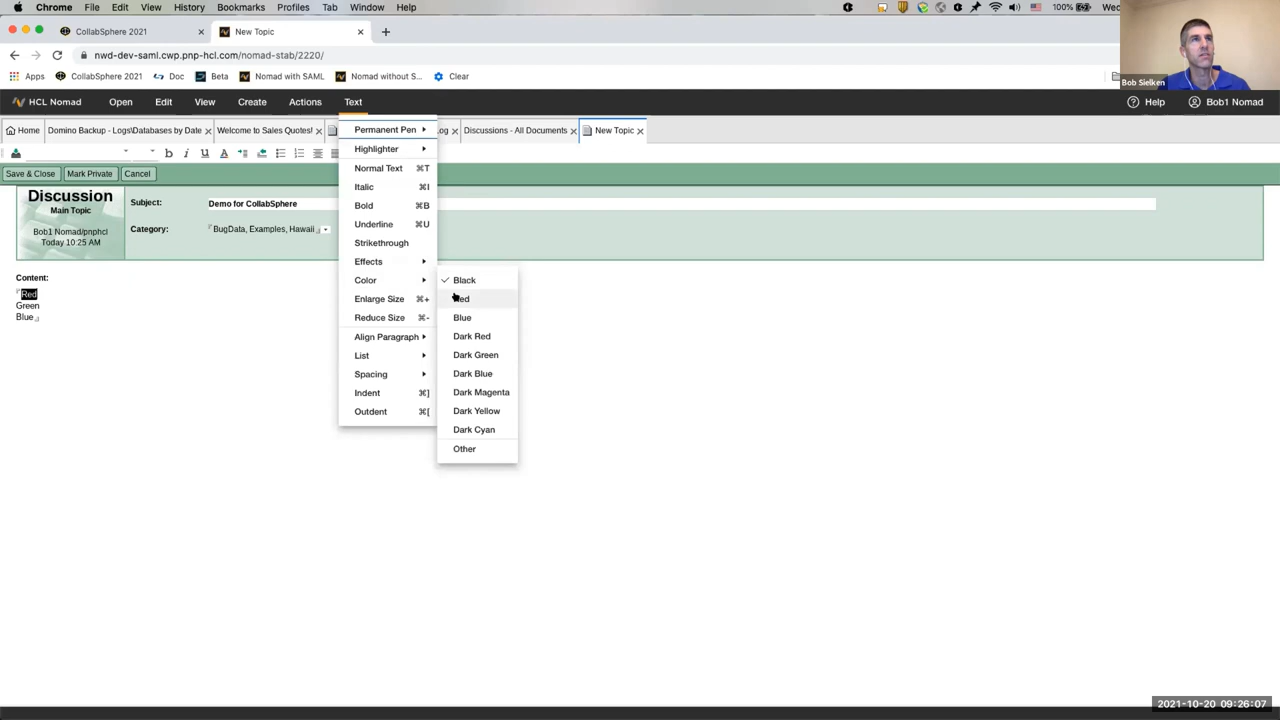 Chrome File Edit View History Bookmarks Profiles Tab Window Help 100% Wed
CollabSphere 2021 New Topic
nwd-dev-saml.cwp.pnp-hcl.com/nomad-stab/2220/
Apps CollabSphere 2021 Doc Beta Nomad with SAML Nomad without S... Clear
Bob Sielken
HCL Nomad Open Edit View Create Actions Text Help Bob1 Nomad
Home Domino Backup - Logs\Databases by Date Welcome to Sales Quotes! og Discussions - All Documents New Topic
b i u A
Save & Close Mark Private Cancel
Discussion
Main Topic
Bob1 Nomad/pnphcl
Today 10:25 AM
Subject: Demo for CollabSphere
Category: BugData, Examples, Hawaii
Content:
Red
Green
Blue
Permanent Pen
Highlighter
Normal Text ⌘T
Italic ⌘I
Bold ⌘B
Underline ⌘U
Strikethrough
Effects
Color
Enlarge Size ⌘+
Reduce Size ⌘-
Align Paragraph
List
Spacing
Indent ⌘]
Outdent ⌘[
Black
Red
Blue
Dark Red
Dark Green
Dark Blue
Dark Magenta
Dark Yellow
Dark Cyan
Other
2021-10-20 09:26:07